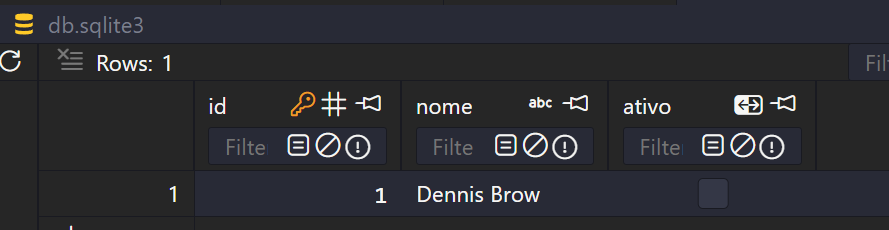 db.sqlite3
Rows: 1
id nome abc ativo
Filte Filte Filte
1 1 Dennis Brow